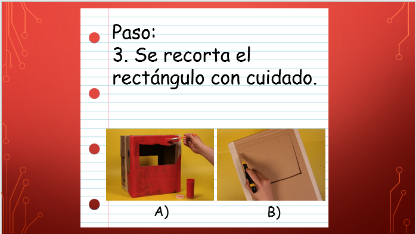 Paso:
3. Se recorta el
rectángulo con cuidado.
A)
B)